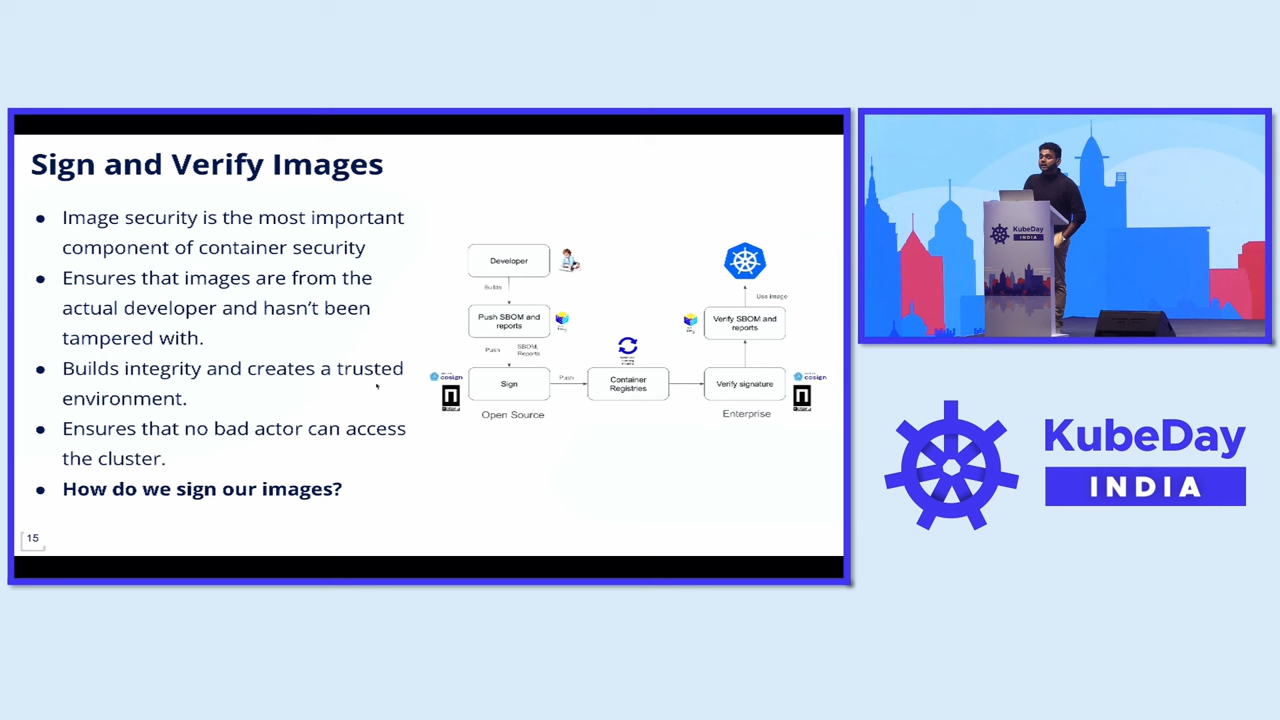 Sign and Verify Images
● Image security is the most important
component of container security
● Ensures that images are from the
actual developer and hasn't been
tampered with.
● Builds integrity and creates a trusted
environment.
● Ensures that no bad actor can access
the cluster.
● How do we sign our images?
15
Developer
Builds
Push SBOM and
reports
Push
SBOM,
Reports
cosign
Sign
Open Source
Push
Container
Registries
Use image
Verify SBOM and
reports
Verify signature
cosign
Enterprise
KubeDay
INDIA
KubeDay
INDIA